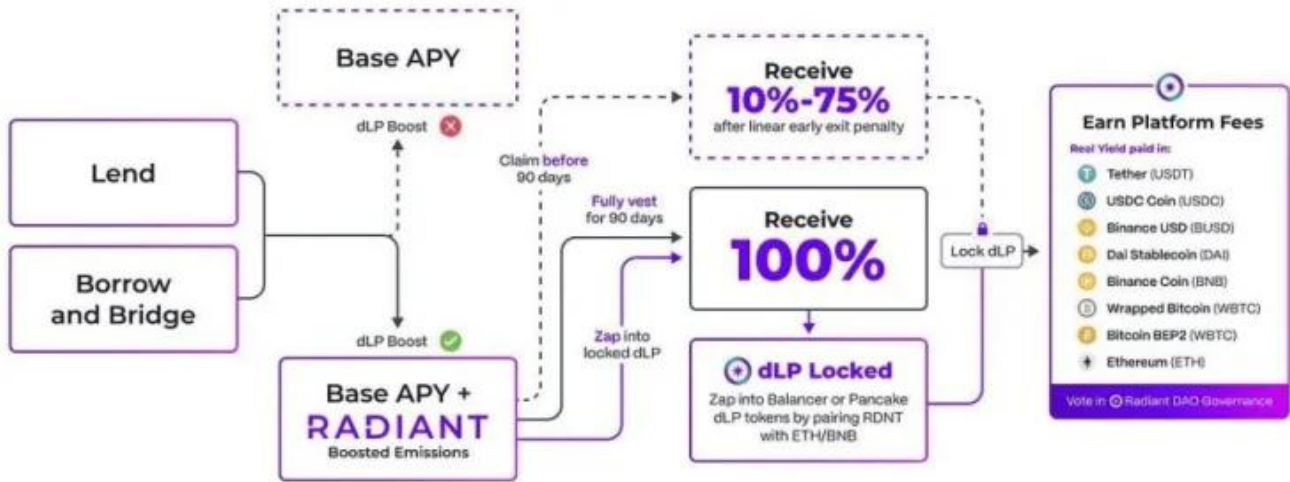 Lend
Borrow
and Bridge
Base APY
dLP Boost
dLP Boost
Base APY +
RADIANT
Boosted Emissions
Claim before
90 days
Fully vest
for 90 days
Zap into
locked dLP
Receive
10%-75%
after linear early exit penalty
Receive
100%
dLP Locked
Zap into Balancer or Pancake
dLP tokens by pairing RDNT
with ETH/BNB
Lock dLP
Earn Platform Fees
Real Yield paid in:
Tether (USDT)
USDC Coin (USDC)
Binance USD (BUSD)
Dai Stablecoin (DAI)
Binance Coin (BNB)
Wrapped Bitcoin (WBTC)
Bitcoin BEP2 (WBTC)
Ethereum (ETH)
Vote in Radiant DAO Governance